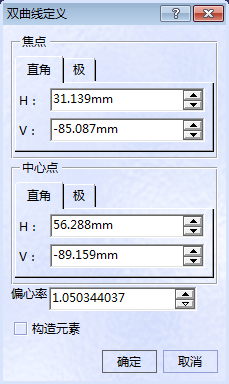 双曲线定义
焦点
直角 极
H： 31.139mm
V： -85.087mm
中心点
直角 极
H： 56.288mm
V： -89.159mm
偏心率 1.050344037
构造元素
确定 取消